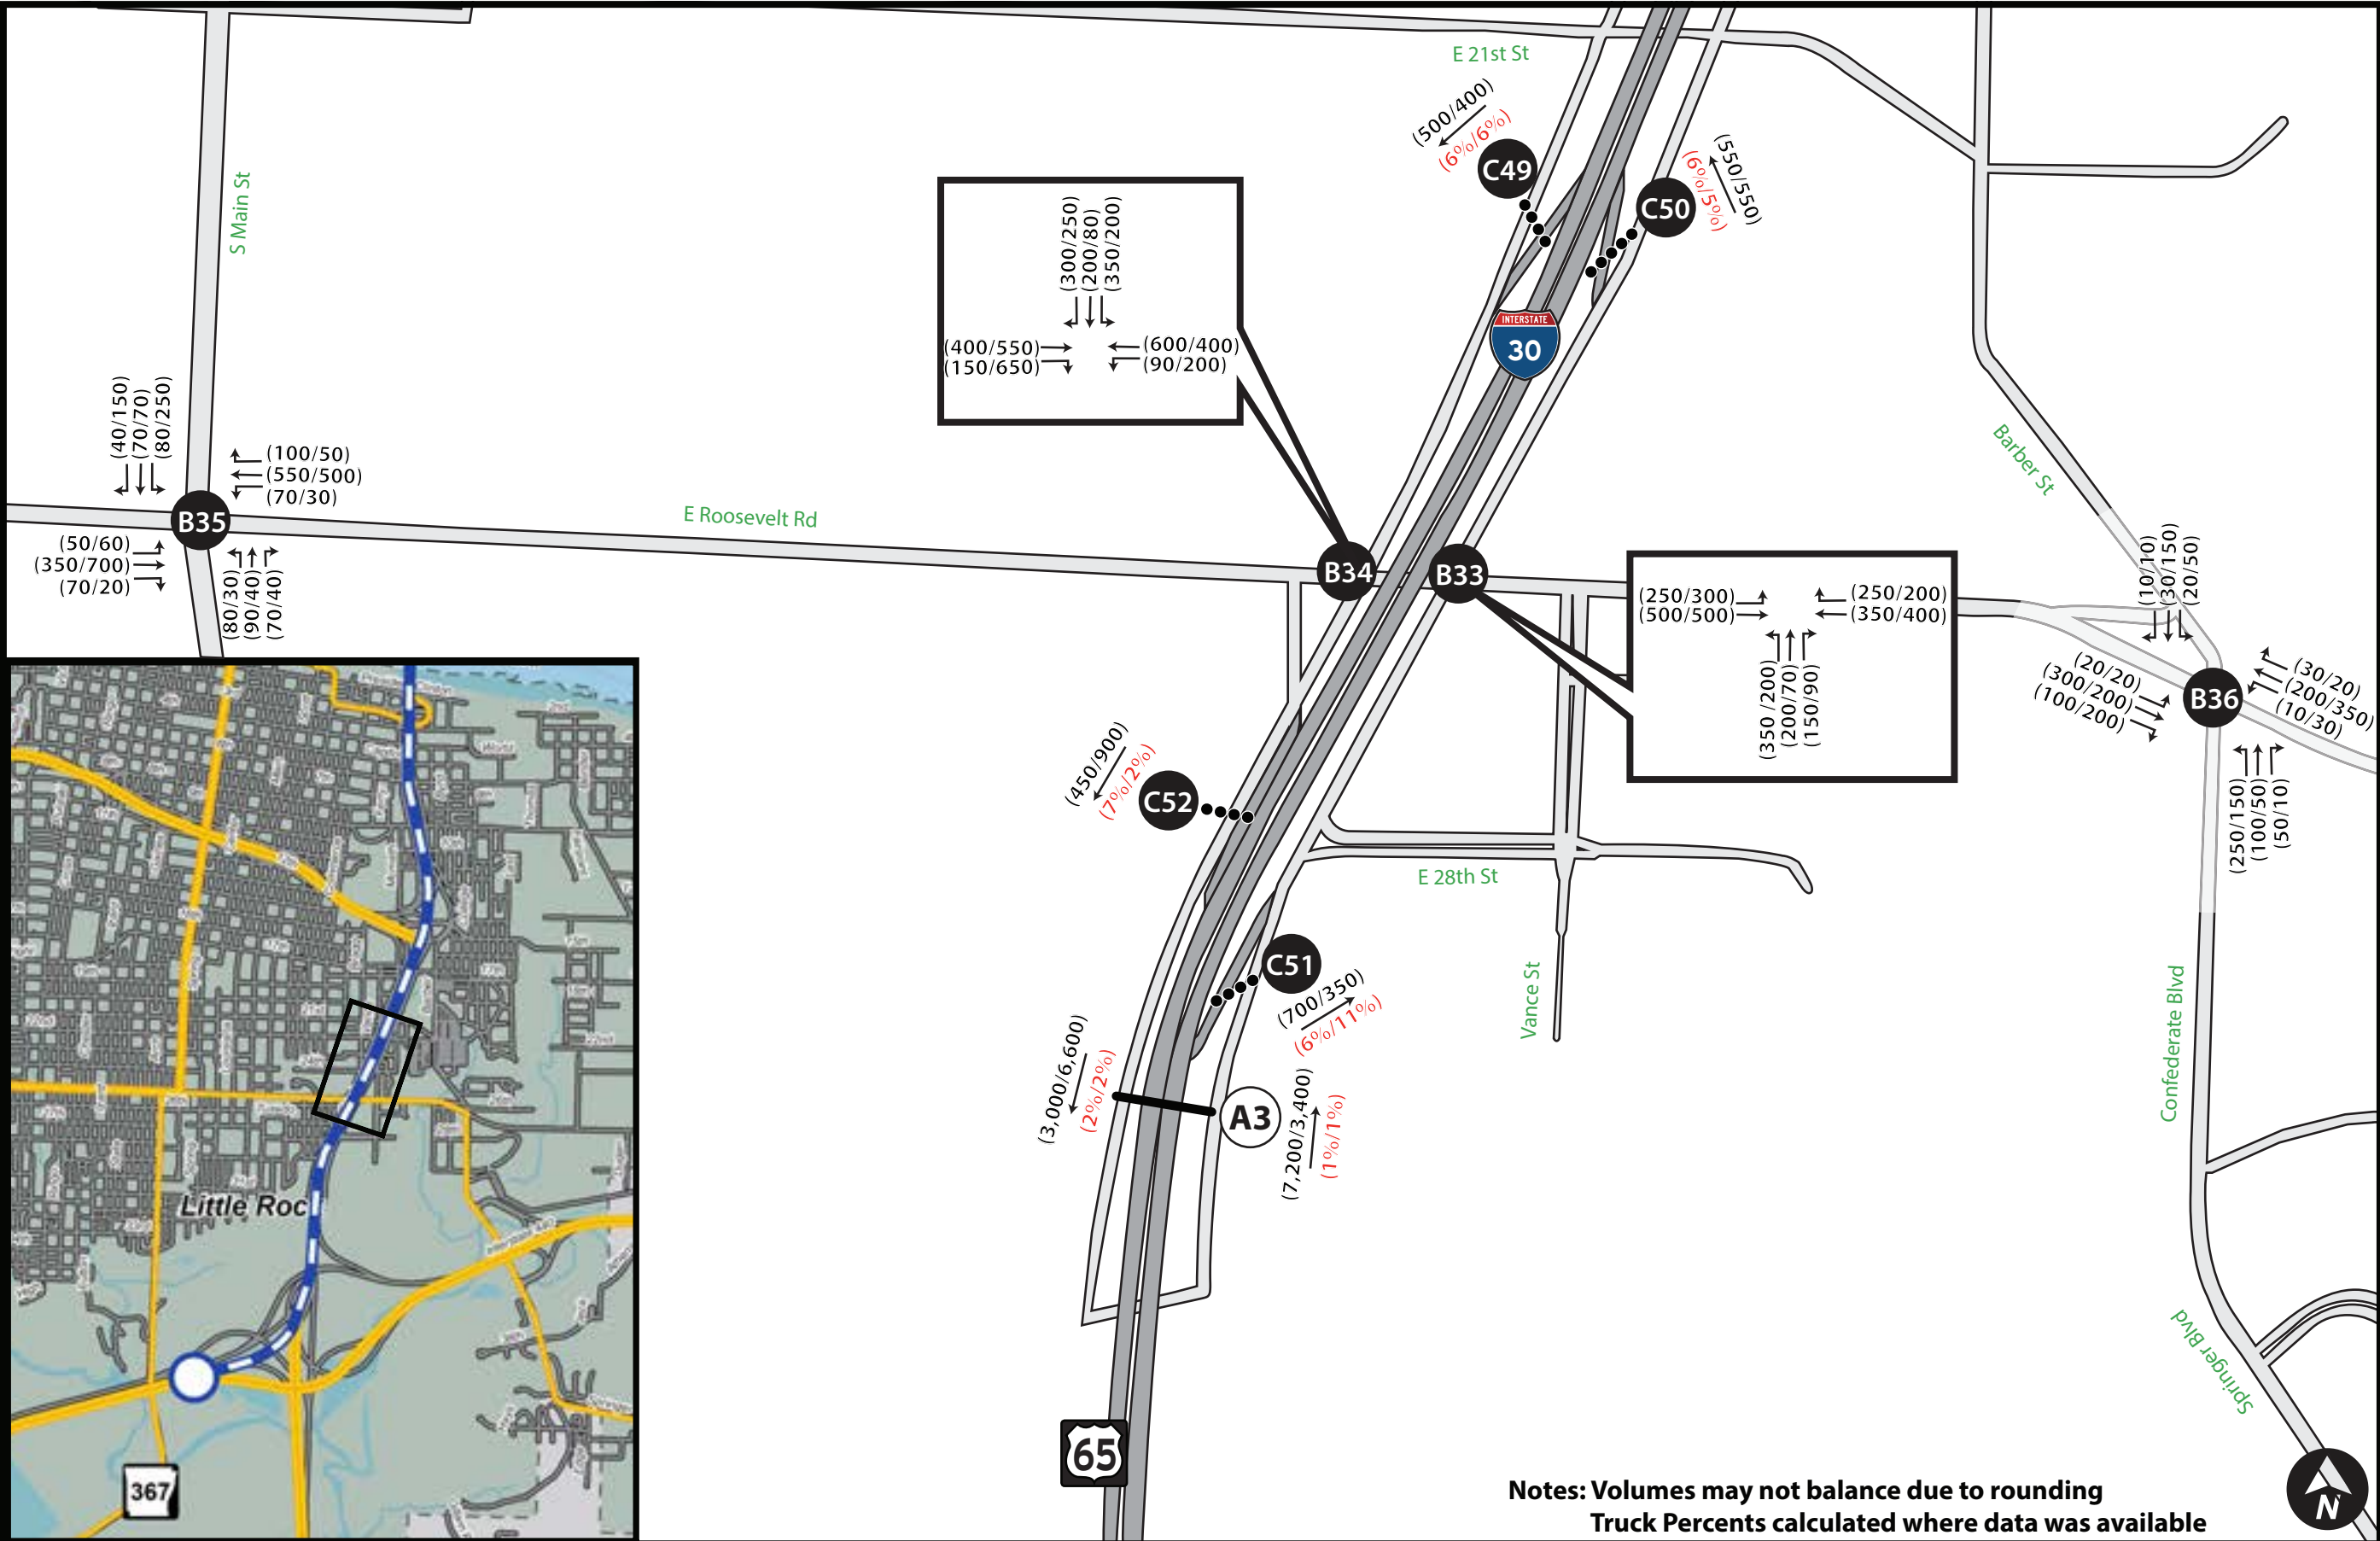 E 21st St
(500/400)
(6%/6%)
C49
(550/550)
(6%/5%)
C50
S Main St
(300/250)
(200/80)
(350/200)
(400/550)
(150/650)
(600/400)
(90/200)
INTERSTATE
30
Barber St
(40/150)
(70/70)
(80/250)
(100/50)
(550/500)
(70/30)
B35
E Roosevelt Rd
(50/60)
(350/700)
(70/20)
(80/30)
(90/40)
(70/40)
B34
B33
(250/300)
(500/500)
(250/200)
(350/400)
(350 /200)
(200/70)
(150/90)
(10/10)
(30/150)
(20/50)
(20/20)
(300/200)
(100/200)
B36
(30/20)
(200/350)
(10/30)
(250/150)
(100/50)
(50/10)
(450/900)
(7%/2%)
C52
E 28th St
C51
(700/350)
(6%/11%)
Vance St
Confederate Blvd
(3,000/6,600)
(2%/2%)
A3
(7,200/3,400)
(1%/1%)
Little Roc
Springer Blvd
65
367
Notes: Volumes may not balance due to rounding
Truck Percents calculated where data was available
N